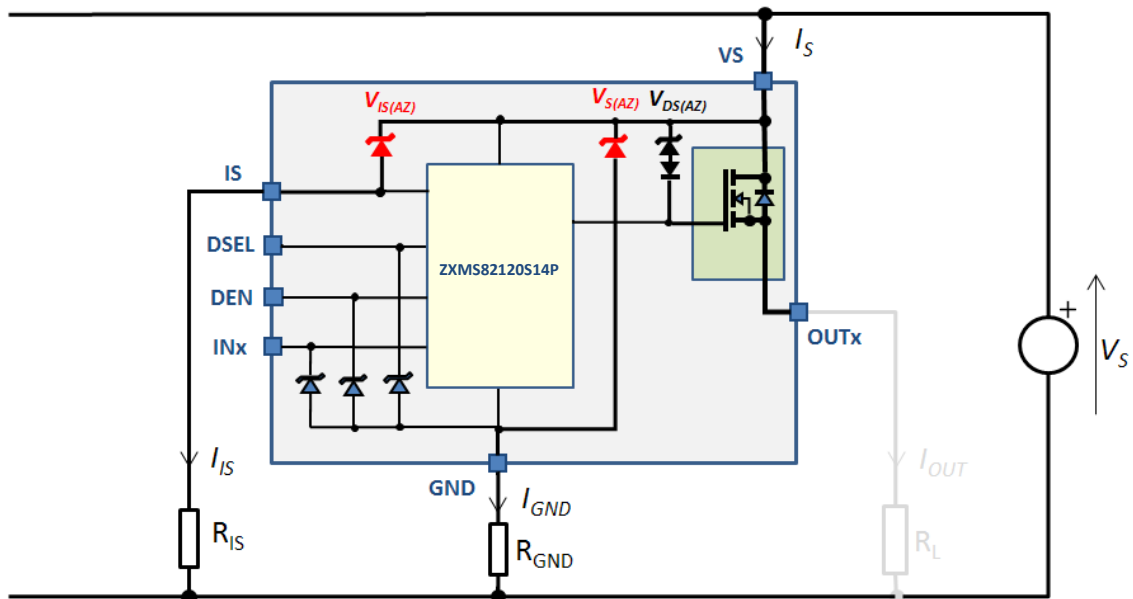 VS
I_S
V_IS(AZ)
V_S(AZ)
V_DS(AZ)
IS
DSEL
DEN
INx
ZXMS82120S14P
OUTx
+
V_S
I_IS
GND
I_GND
I_OUT
R_IS
R_GND
R_L